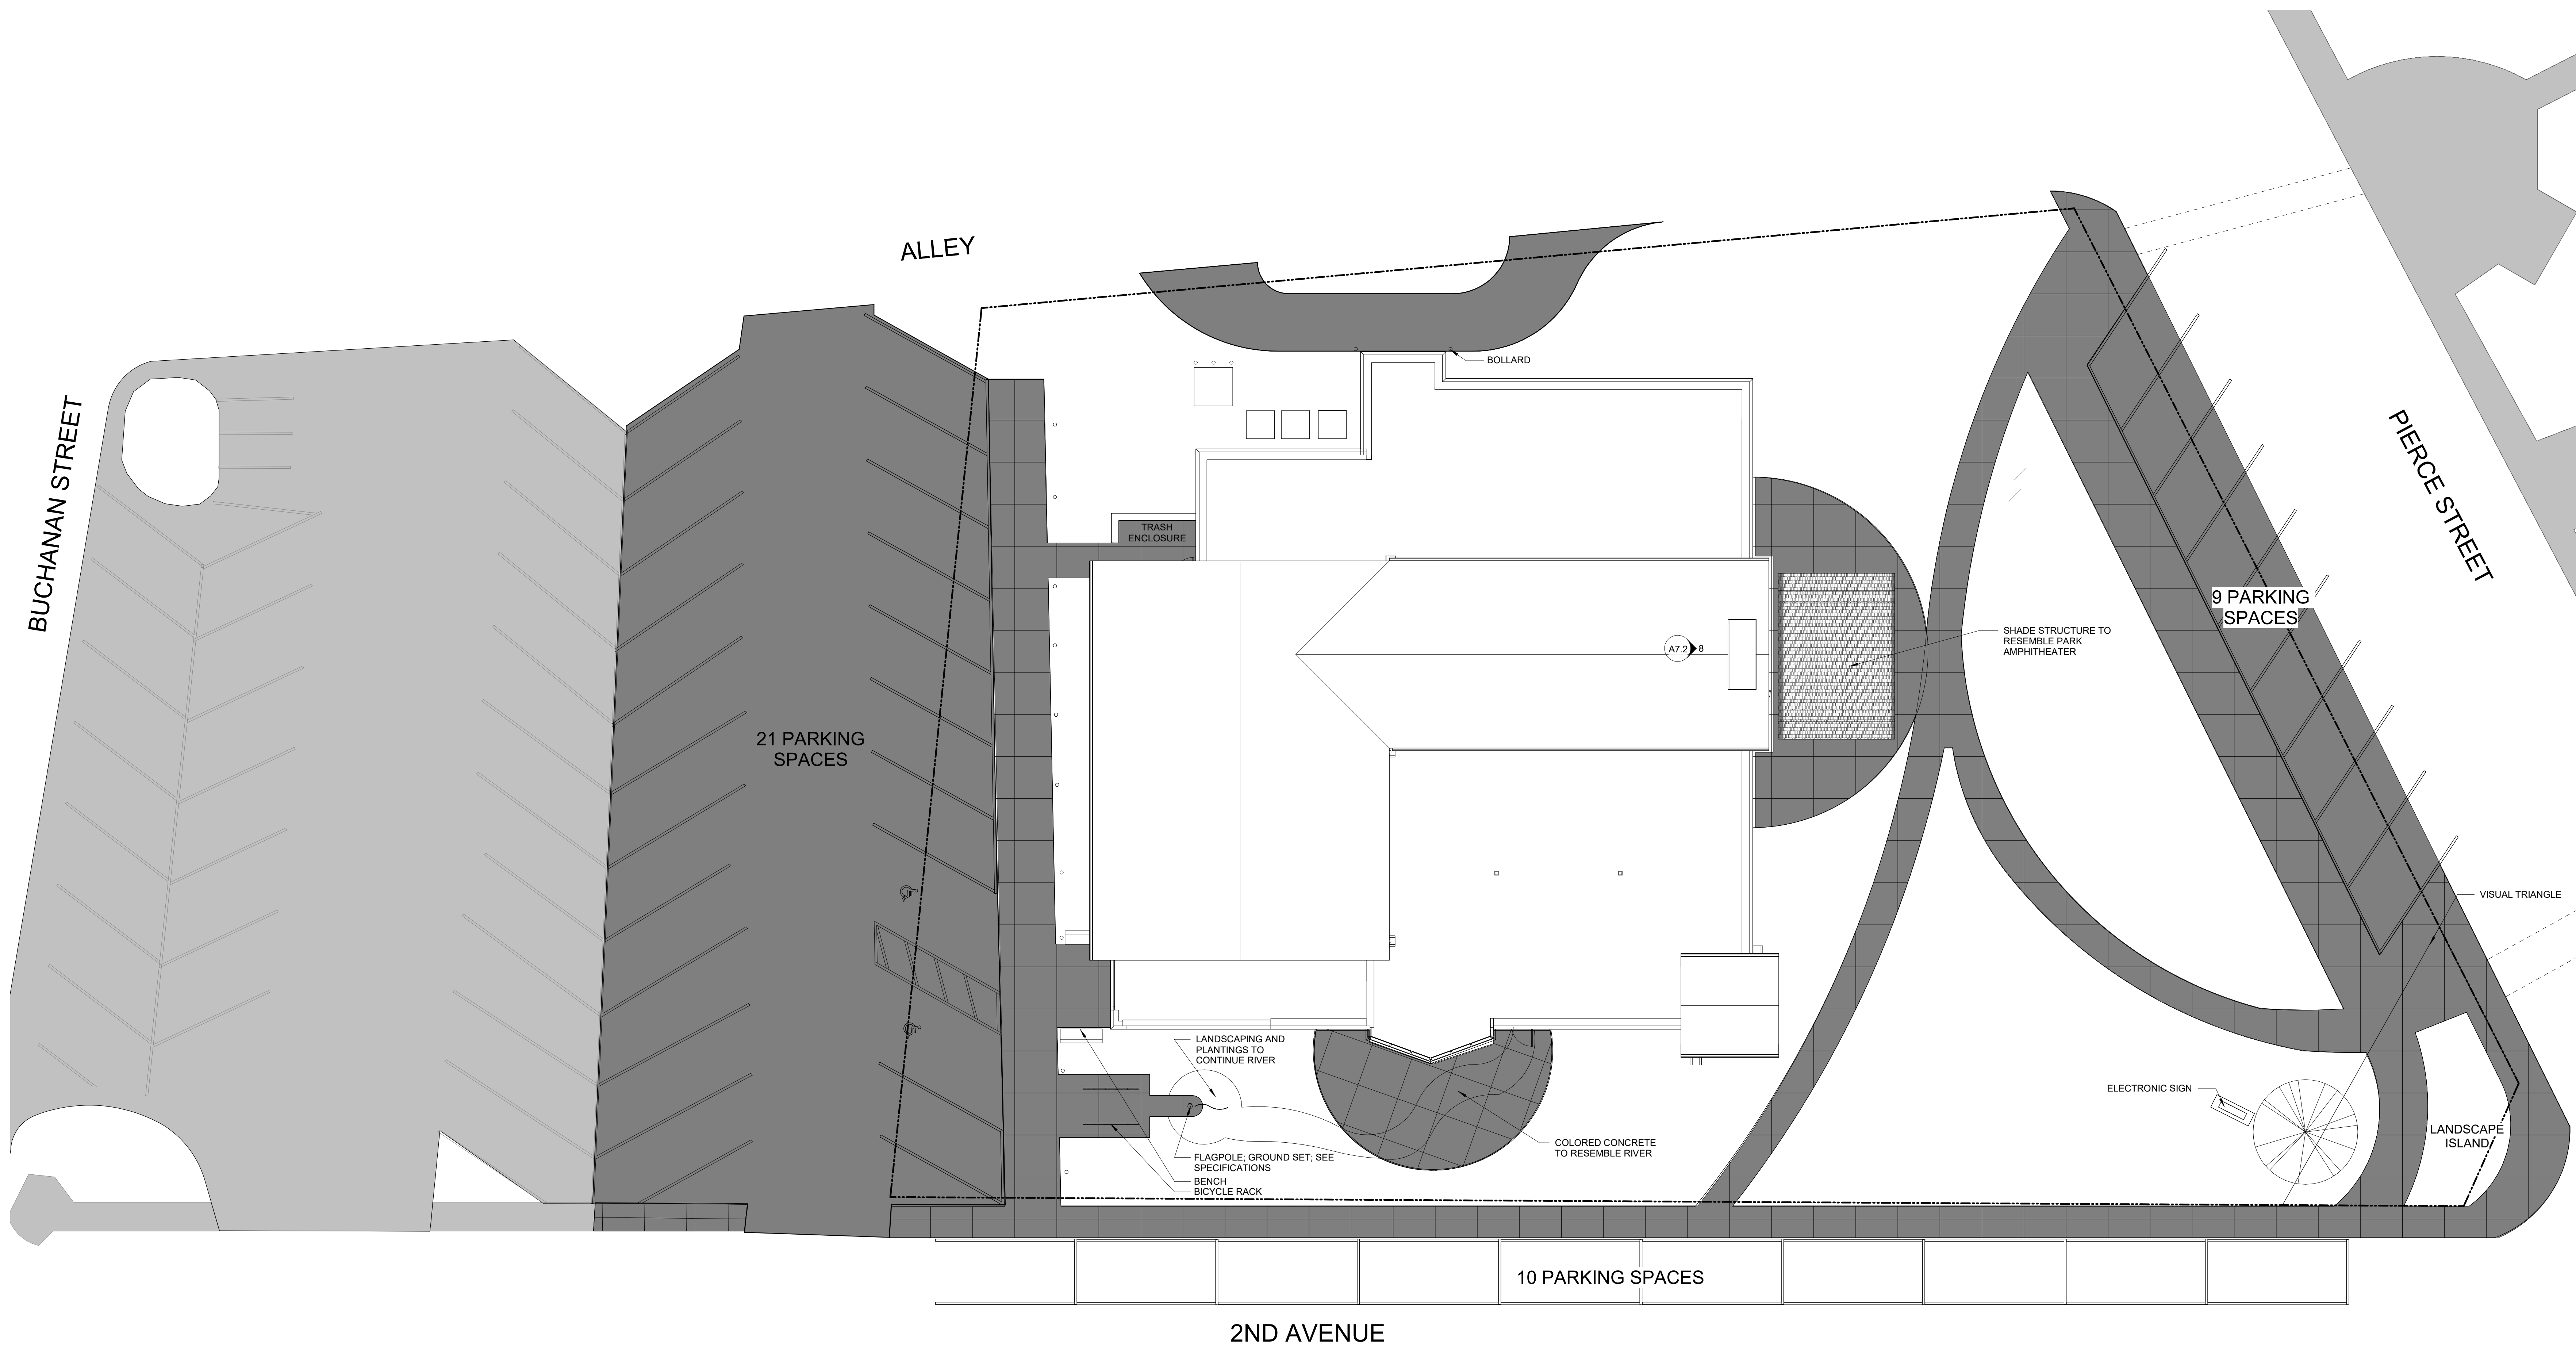 ALLEY
BUCHANAN STREET
PIERCE STREET
BOLLARD
TRASH
ENCLOSURE
9 PARKING
SPACES
SHADE STRUCTURE TO
RESEMBLE PARK
AMPHITHEATER
A7.2 8
21 PARKING
SPACES
VISUAL TRIANGLE
LANDSCAPING AND
PLANTINGS TO
CONTINUE RIVER
ELECTRONIC SIGN
LANDSCAPE
ISLAND
COLORED CONCRETE
TO RESEMBLE RIVER
FLAGPOLE; GROUND SET; SEE
SPECIFICATIONS
BENCH
BICYCLE RACK
10 PARKING SPACES
2ND AVENUE